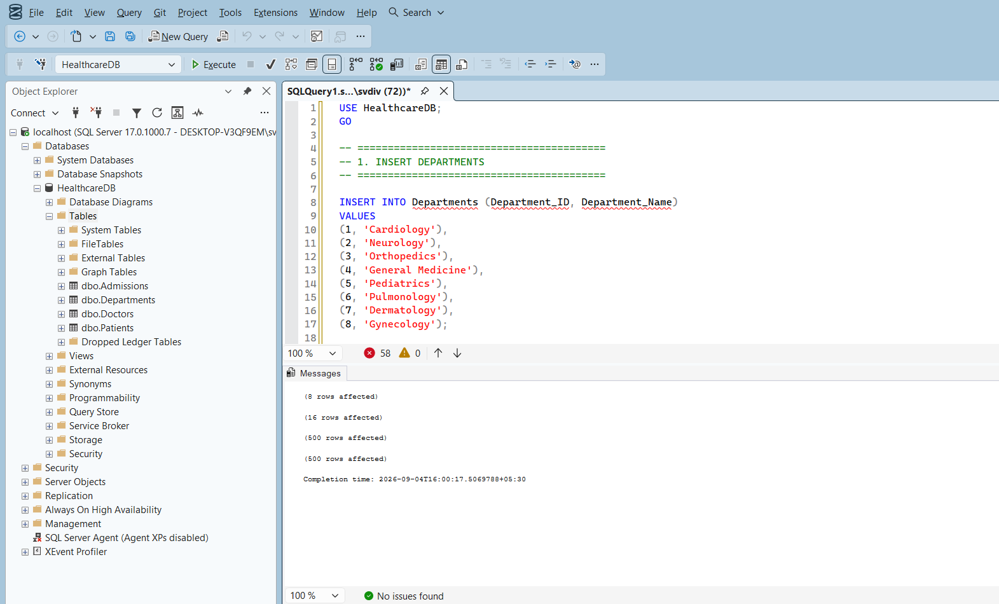 File Edit View Query Git Project Tools Extensions Window Help Search
New Query
HealthcareDB Execute
Object Explorer
Connect
localhost (SQL Server 17.0.1000.7 - DESKTOP-V3QF9EM\sv
Databases
System Databases
Database Snapshots
HealthcareDB
Database Diagrams
Tables
System Tables
FileTables
External Tables
Graph Tables
dbo.Admissions
dbo.Departments
dbo.Doctors
dbo.Patients
Dropped Ledger Tables
Views
External Resources
Synonyms
Programmability
Query Store
Service Broker
Storage
Security
Security
Server Objects
Replication
Always On High Availability
Management
SQL Server Agent (Agent XPs disabled)
XEvent Profiler
SQLQuery1.s...\svdiv (72))*
1 USE HealthcareDB;
2 GO
3
4 -- =========================================
5 -- 1. INSERT DEPARTMENTS
6 -- =========================================
7
8 INSERT INTO Departments (Department_ID, Department_Name)
9 VALUES
10 (1, 'Cardiology'),
11 (2, 'Neurology'),
12 (3, 'Orthopedics'),
13 (4, 'General Medicine'),
14 (5, 'Pediatrics'),
15 (6, 'Pulmonology'),
16 (7, 'Dermatology'),
17 (8, 'Gynecology');
18
100 % 58 0
Messages
(8 rows affected)
(16 rows affected)
(500 rows affected)
(500 rows affected)
Completion time: 2026-09-04T16:00:17.5069788+05:30
100 % No issues found